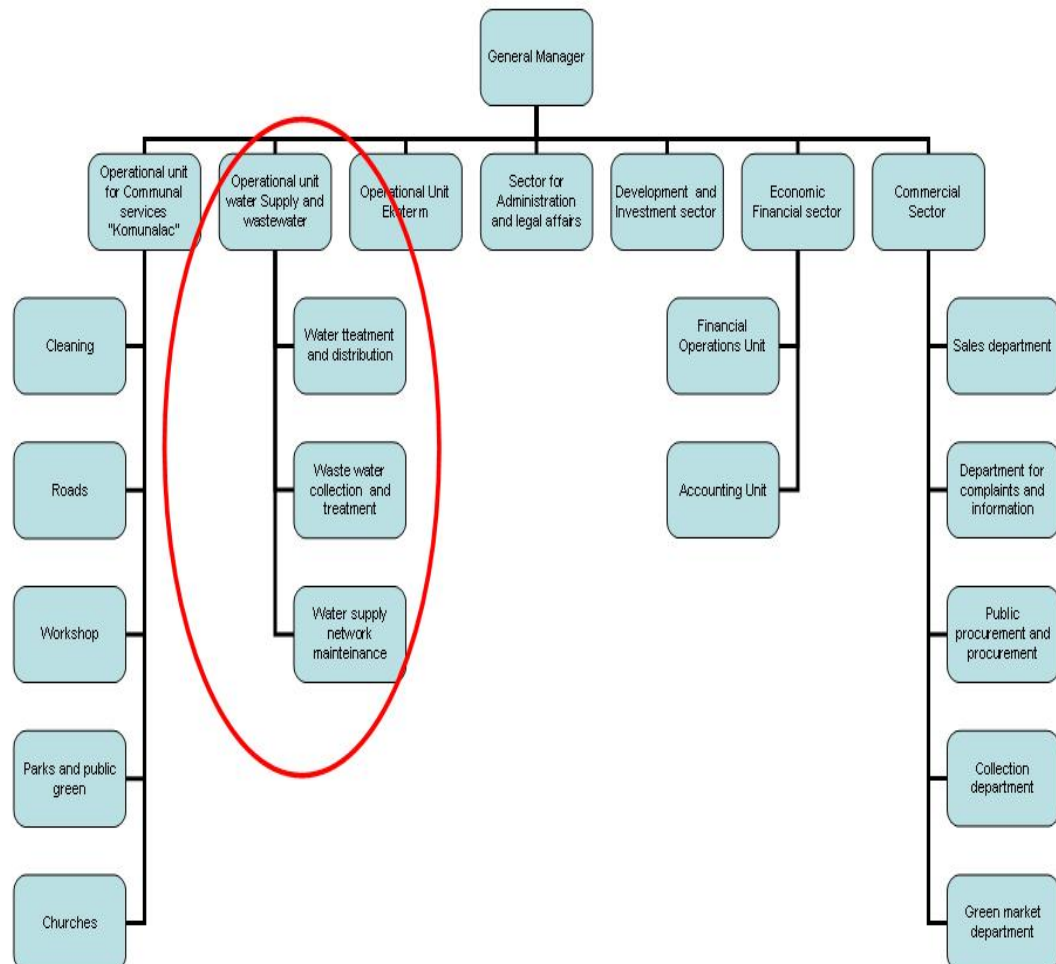 General Manager
Operational unit
for Communal
services
"Komunalac"
Operational unit
water Supply and
wastewater
Operational Unit
Ekoterm
Sector for
Administration
and legal affairs
Development and
Investment sector
Economic
Financial sector
Commercial
Sector
Cleaning
Water tteatment
and distribution
Financial
Operations Unit
Sales department
Roads
Waste water
collection and
treatment
Accounting Unit
Department for
complaints and
information
Workshop
Water supply
network
mainteinance
Public
procurement and
procurement
Parks and public
green
Collection
department
Churches
Green market
department